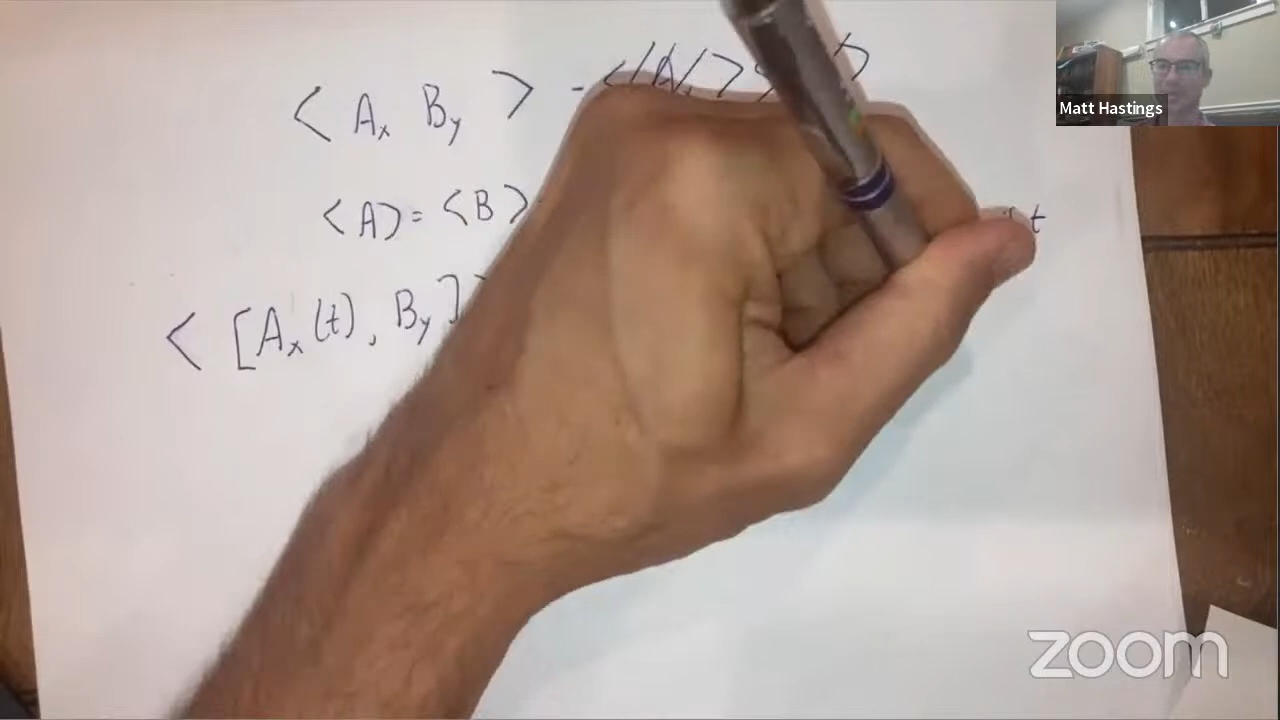 Matt Hastings
< A_x B_y > -
<A> = <B>
t
< [A_x(t), B_y]
zoom